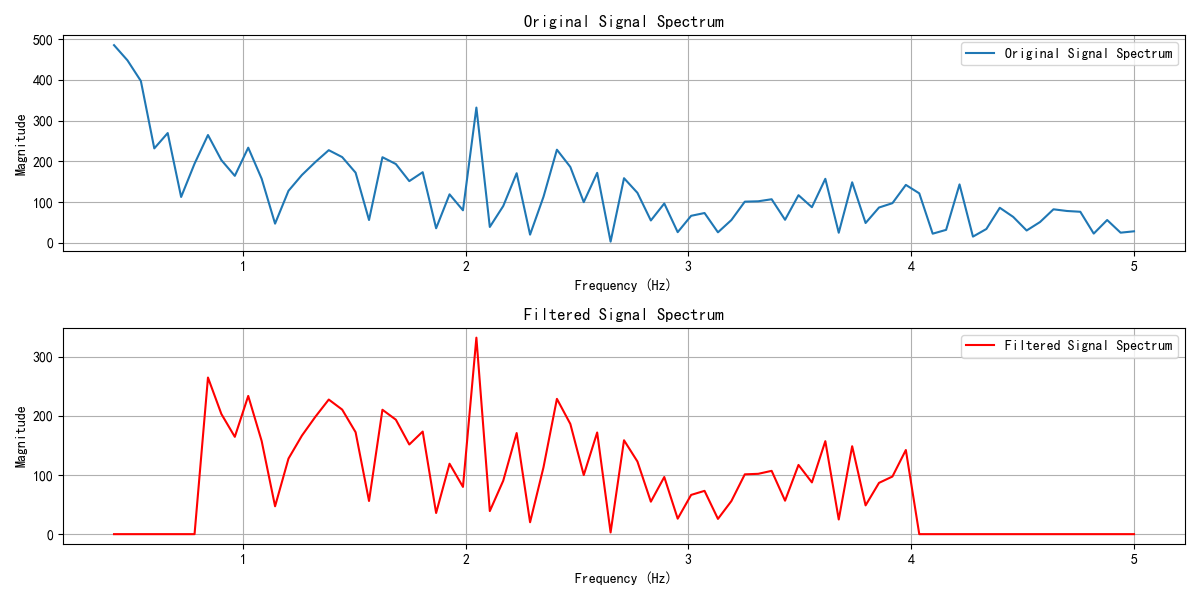 Original Signal Spectrum
500
400
300
200
100
0
Magnitude
Original Signal Spectrum
1 2 3 4 5
Frequency (Hz)
Filtered Signal Spectrum
300
200
100
0
Magnitude
Filtered Signal Spectrum
1 2 3 4 5
Frequency (Hz)